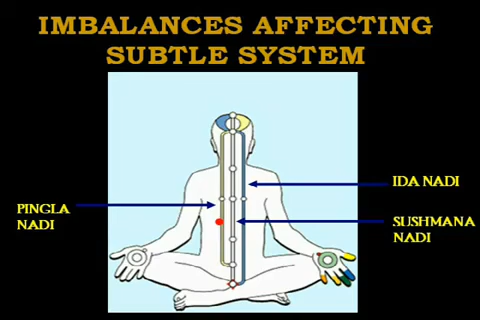 IMBALANCES AFFECTING
SUBTLE SYSTEM
IDA NADI
PINGLA
NADI
SUSHMANA
NADI